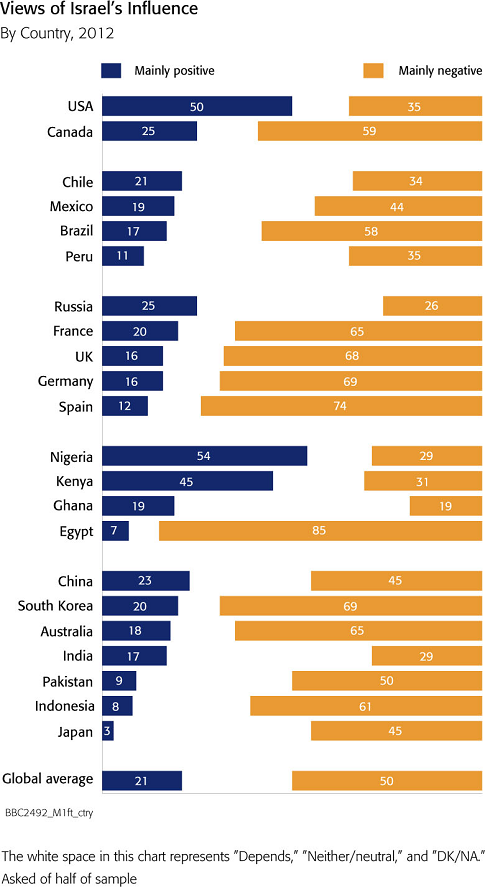 Views of Israel's Influence
By Country, 2012
Mainly positive Mainly negative
USA 50 35
Canada 25 59
Chile 21 34
Mexico 19 44
Brazil 17 58
Peru 11 35
Russia 25 26
France 20 65
UK 16 68
Germany 16 69
Spain 12 74
Nigeria 54 29
Kenya 45 31
Ghana 19 19
Egypt 7 85
China 23 45
South Korea 20 69
Australia 18 65
India 17 29
Pakistan 9 50
Indonesia 8 61
Japan 3 45
Global average 21 50
BBC2492_M1ft_ctry
The white space in this chart represents "Depends," "Neither/neutral," and "DK/NA."
Asked of half of sample